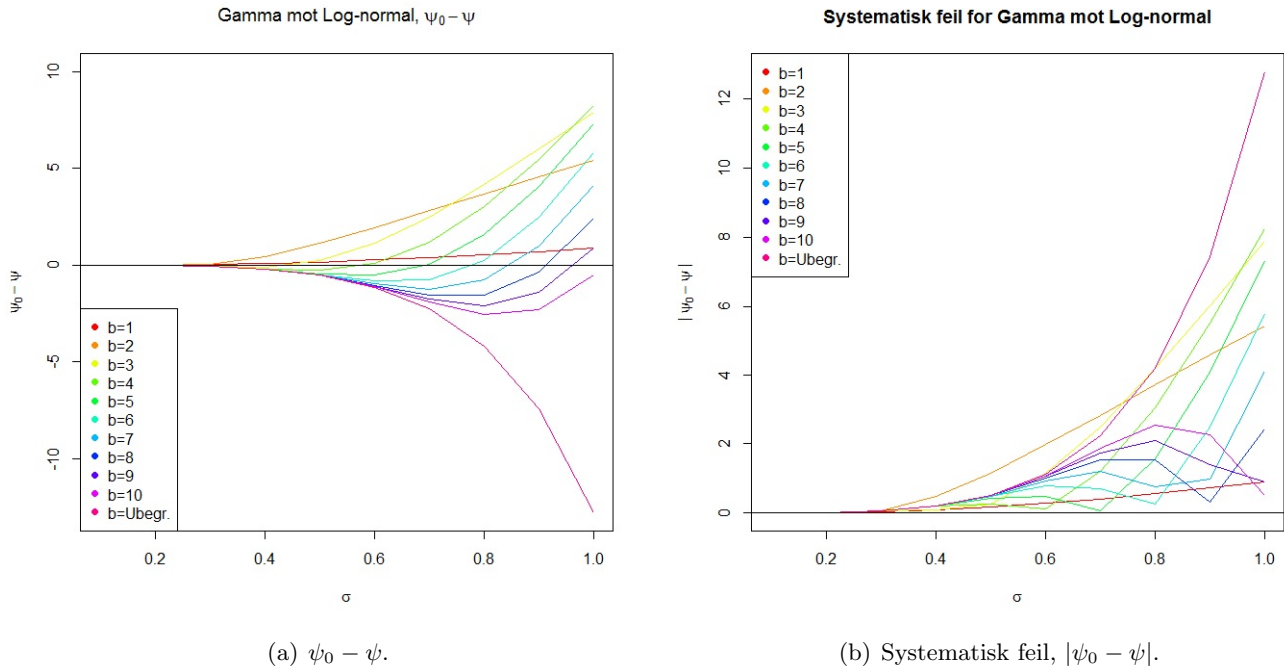 Gamma mot Log-normal, ψ₀ − ψ
ψ₀ − ψ
10
5
0
-5
-10
b=1
b=2
b=3
b=4
b=5
b=6
b=7
b=8
b=9
b=10
b=Ubegr.
0.2 0.4 0.6 0.8 1.0
σ
(a) ψ₀ − ψ.
Systematisk feil for Gamma mot Log-normal
| ψ₀ − ψ |
12
10
8
6
4
2
0
b=1
b=2
b=3
b=4
b=5
b=6
b=7
b=8
b=9
b=10
b=Ubegr.
0.2 0.4 0.6 0.8 1.0
σ
(b) Systematisk feil, |ψ₀ − ψ|.